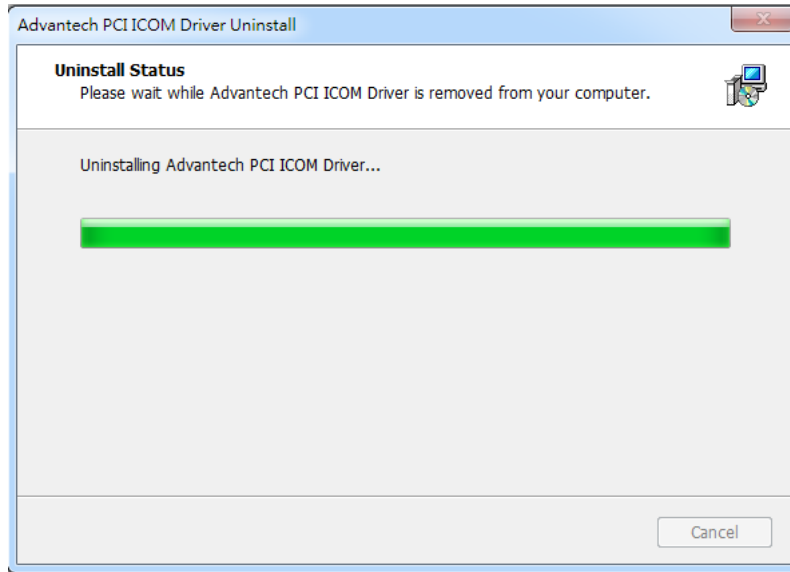 Advantech PCI ICOM Driver Uninstall
Uninstall Status
Please wait while Advantech PCI ICOM Driver is removed from your computer.
Uninstalling Advantech PCI ICOM Driver...
Cancel